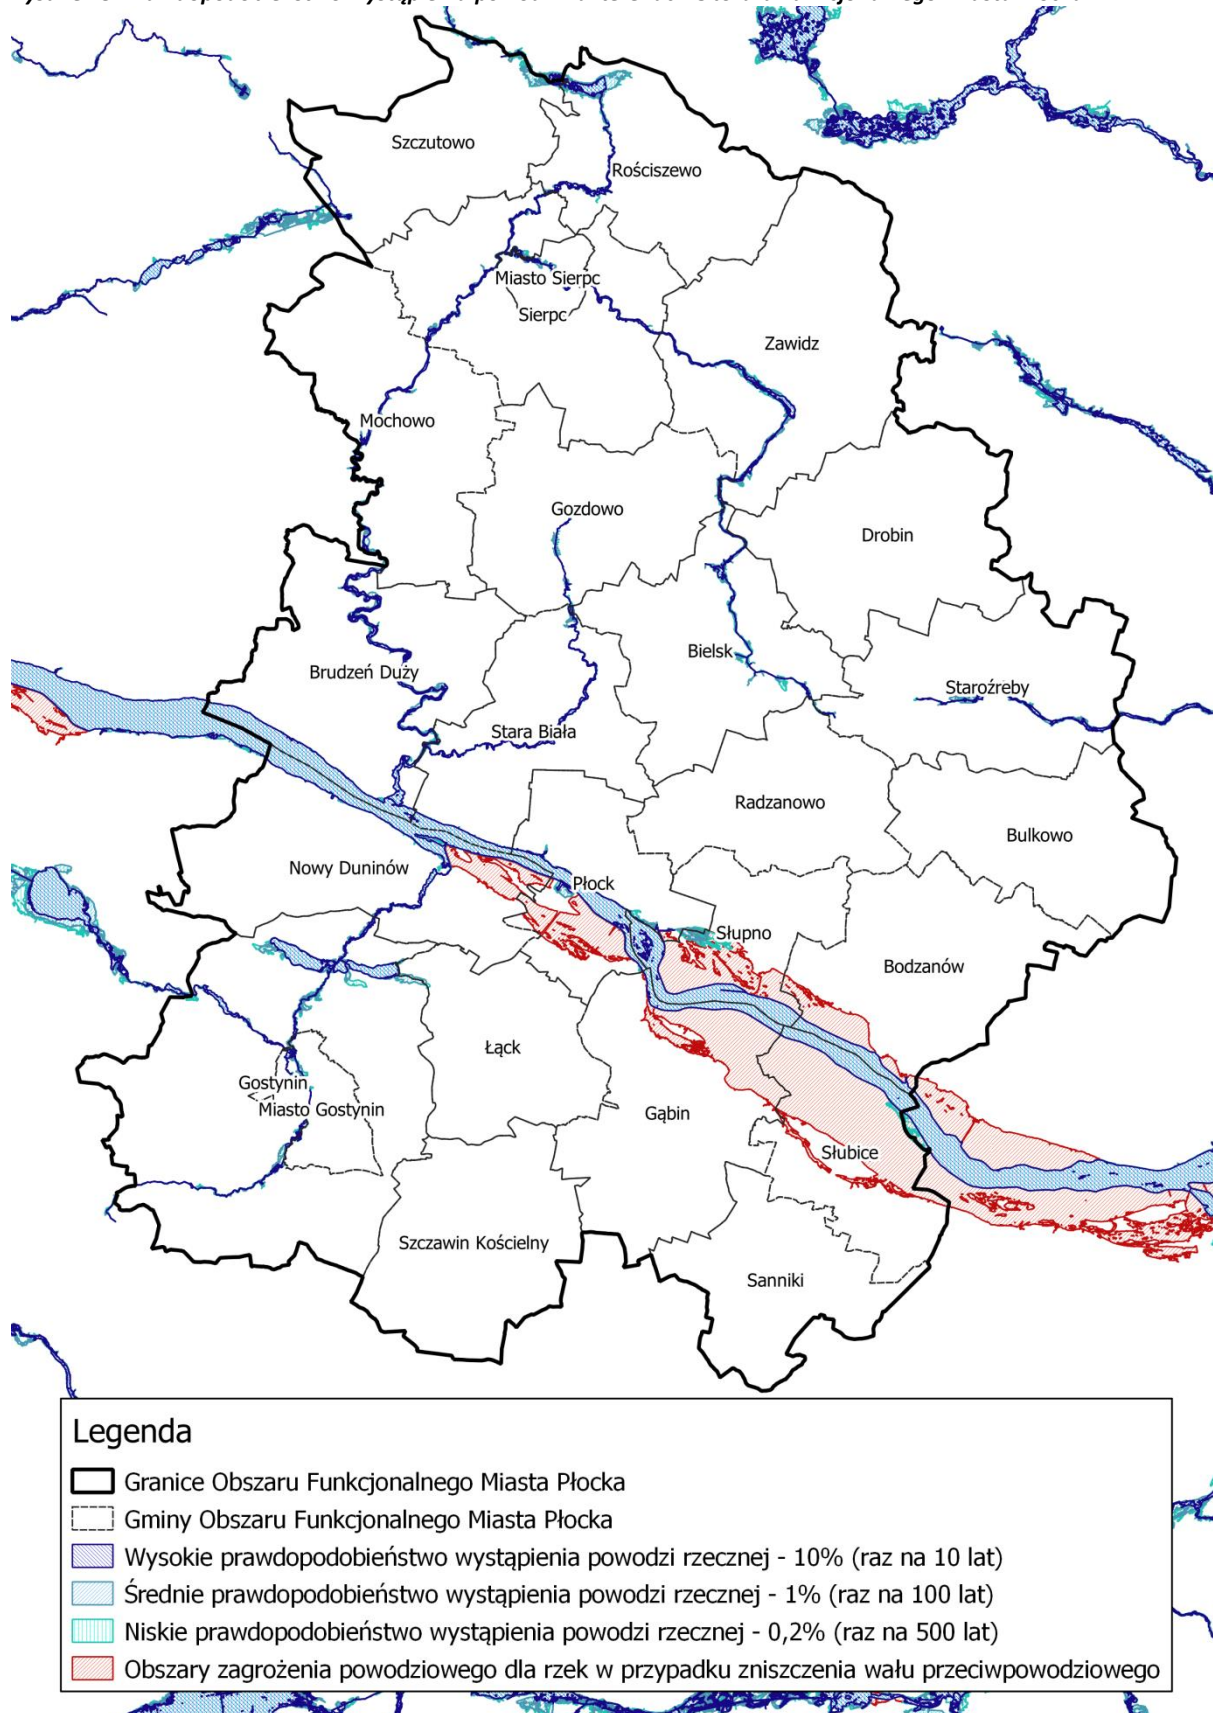 Szczutowo
Rościszewo
Miasto Sierpc
Sierpc
Zawidz
Mochowo
Gozdowo
Drobin
Bielsk
Brudzeń Duży
Staroźreby
Stara Biała
Radzanowo
Bulkowo
Nowy Duninów
Płock
Słupno
Bodzanów
Łąck
Gostynin
Miasto Gostynin
Gąbin
Słubice
Szczawin Kościelny
Sanniki
Legenda
Granice Obszaru Funkcjonalnego Miasta Płocka
Gminy Obszaru Funkcjonalnego Miasta Płocka
Wysokie prawdopodobieństwo wystąpienia powodzi rzecznej - 10% (raz na 10 lat)
Średnie prawdopodobieństwo wystąpienia powodzi rzecznej - 1% (raz na 100 lat)
Niskie prawdopodobieństwo wystąpienia powodzi rzecznej - 0,2% (raz na 500 lat)
Obszary zagrożenia powodziowego dla rzek w przypadku zniszczenia wału przeciwpowodziowego